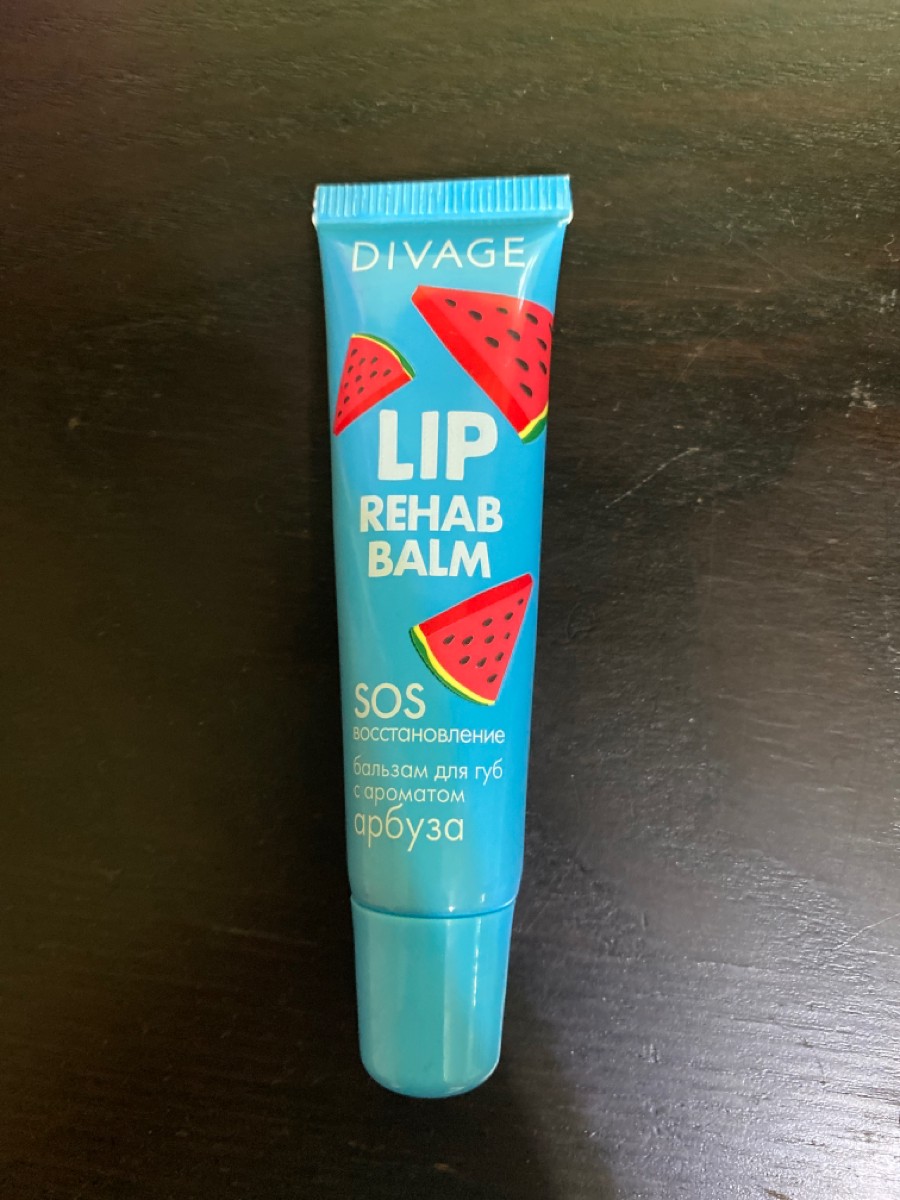 DIVAGE
LIP
REHAB
BALM
SOS
восстановление
бальзам для губ
с ароматом
арбуза